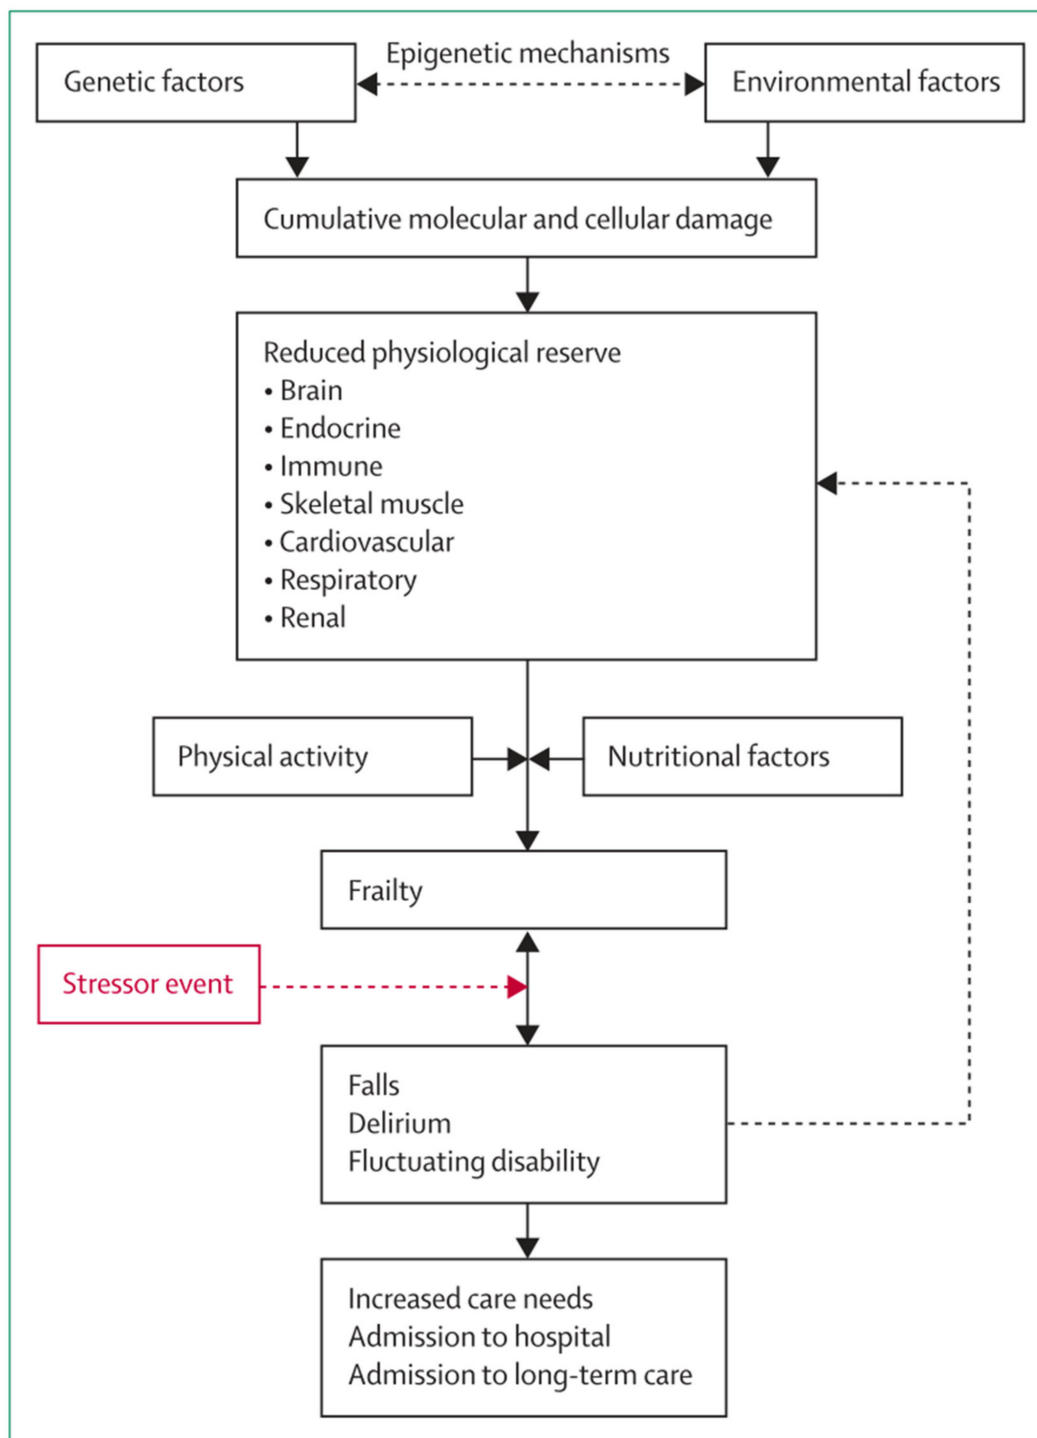 Epigenetic mechanisms
Genetic factors
Environmental factors
Cumulative molecular and cellular damage
Reduced physiological reserve
• Brain
• Endocrine
• Immune
• Skeletal muscle
• Cardiovascular
• Respiratory
• Renal
Physical activity
Nutritional factors
Frailty
Stressor event
Falls
Delirium
Fluctuating disability
Increased care needs
Admission to hospital
Admission to long-term care